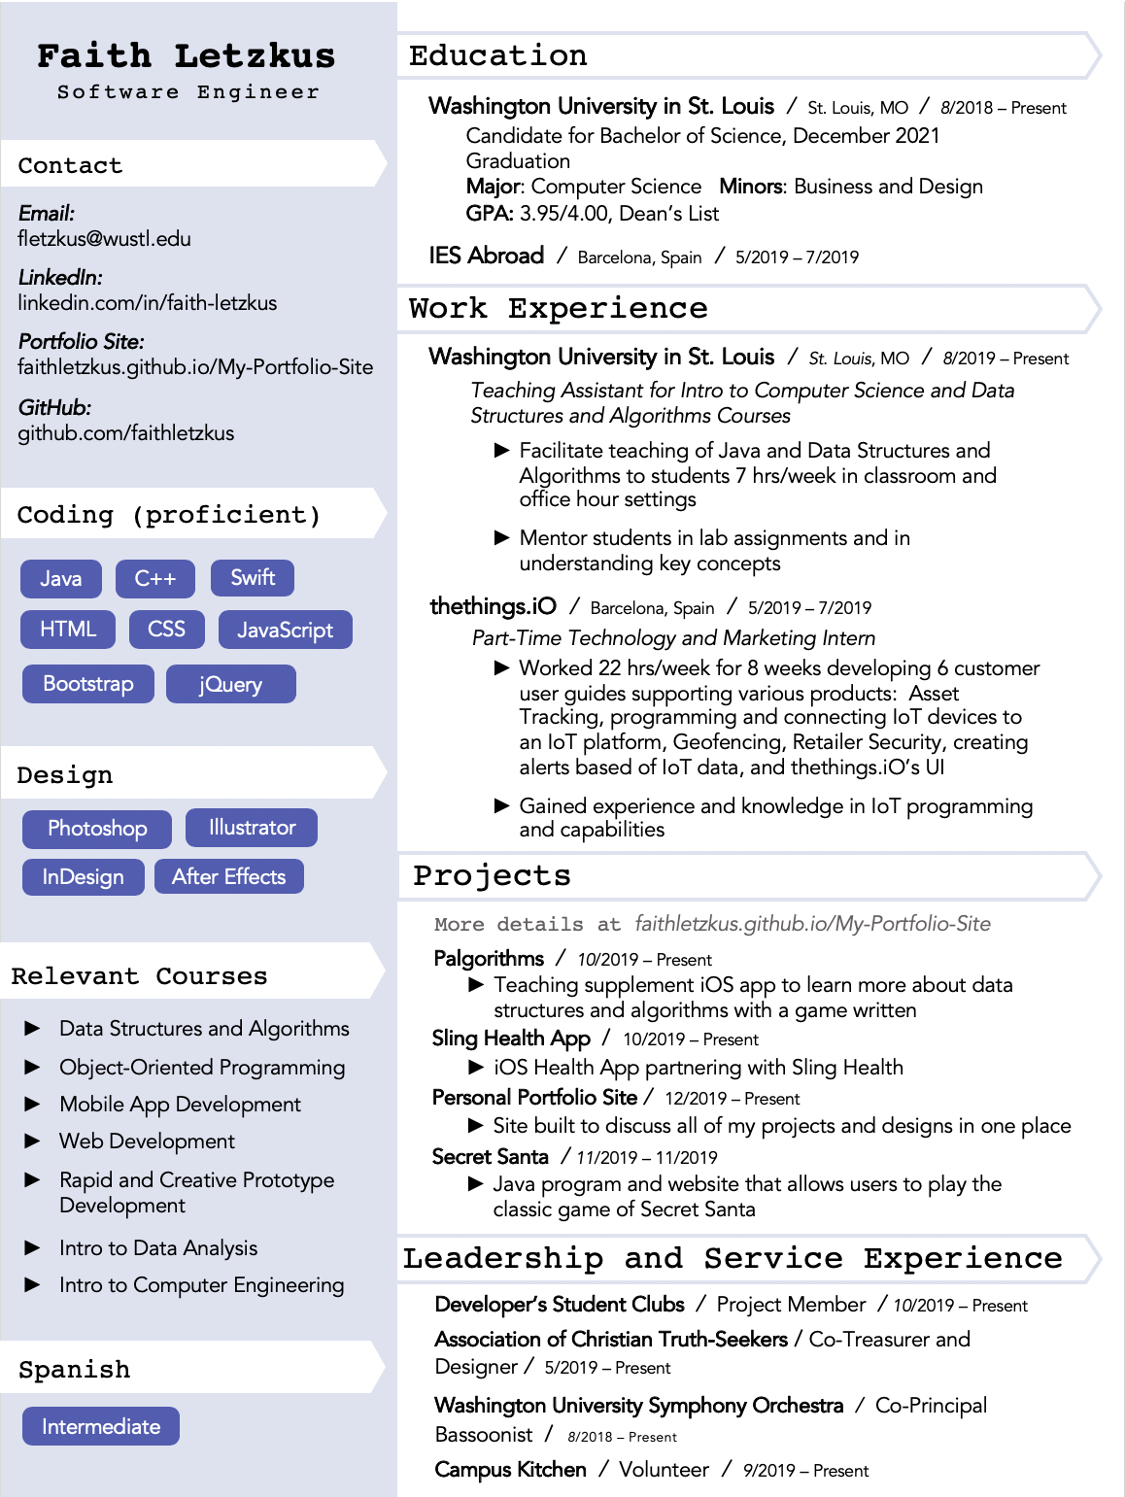 Faith Letzkus
Software Engineer
Contact
Email:
fletzkus@wustl.edu
LinkedIn:
linkedin.com/in/faith-letzkus
Portfolio Site:
faithletzkus.github.io/My-Portfolio-Site
GitHub:
github.com/faithletzkus
Coding (proficient)
Java C++ Swift
HTML CSS JavaScript
Bootstrap jQuery
Design
Photoshop Illustrator
InDesign After Effects
Relevant Courses
► Data Structures and Algorithms
► Object-Oriented Programming
► Mobile App Development
► Web Development
► Rapid and Creative Prototype
Development
► Intro to Data Analysis
► Intro to Computer Engineering
Spanish
Intermediate
Education
Washington University in St. Louis / St. Louis, MO / 8/2018 – Present
Candidate for Bachelor of Science, December 2021
Graduation
Major: Computer Science Minors: Business and Design
GPA: 3.95/4.00, Dean's List
IES Abroad / Barcelona, Spain / 5/2019 – 7/2019
Work Experience
Washington University in St. Louis / St. Louis, MO / 8/2019 – Present
Teaching Assistant for Intro to Computer Science and Data
Structures and Algorithms Courses
► Facilitate teaching of Java and Data Structures and
Algorithms to students 7 hrs/week in classroom and
office hour settings
► Mentor students in lab assignments and in
understanding key concepts
thethings.iO / Barcelona, Spain / 5/2019 – 7/2019
Part-Time Technology and Marketing Intern
► Worked 22 hrs/week for 8 weeks developing 6 customer
user guides supporting various products: Asset
Tracking, programming and connecting IoT devices to
an IoT platform, Geofencing, Retailer Security, creating
alerts based of IoT data, and thethings.iO's UI
► Gained experience and knowledge in IoT programming
and capabilities
Projects
More details at faithletzkus.github.io/My-Portfolio-Site
Palgorithms / 10/2019 – Present
► Teaching supplement iOS app to learn more about data
structures and algorithms with a game written
Sling Health App / 10/2019 – Present
► iOS Health App partnering with Sling Health
Personal Portfolio Site / 12/2019 – Present
► Site built to discuss all of my projects and designs in one place
Secret Santa / 11/2019 – 11/2019
► Java program and website that allows users to play the
classic game of Secret Santa
Leadership and Service Experience
Developer's Student Clubs / Project Member / 10/2019 – Present
Association of Christian Truth-Seekers / Co-Treasurer and
Designer / 5/2019 – Present
Washington University Symphony Orchestra / Co-Principal
Bassoonist / 8/2018 – Present
Campus Kitchen / Volunteer / 9/2019 – Present